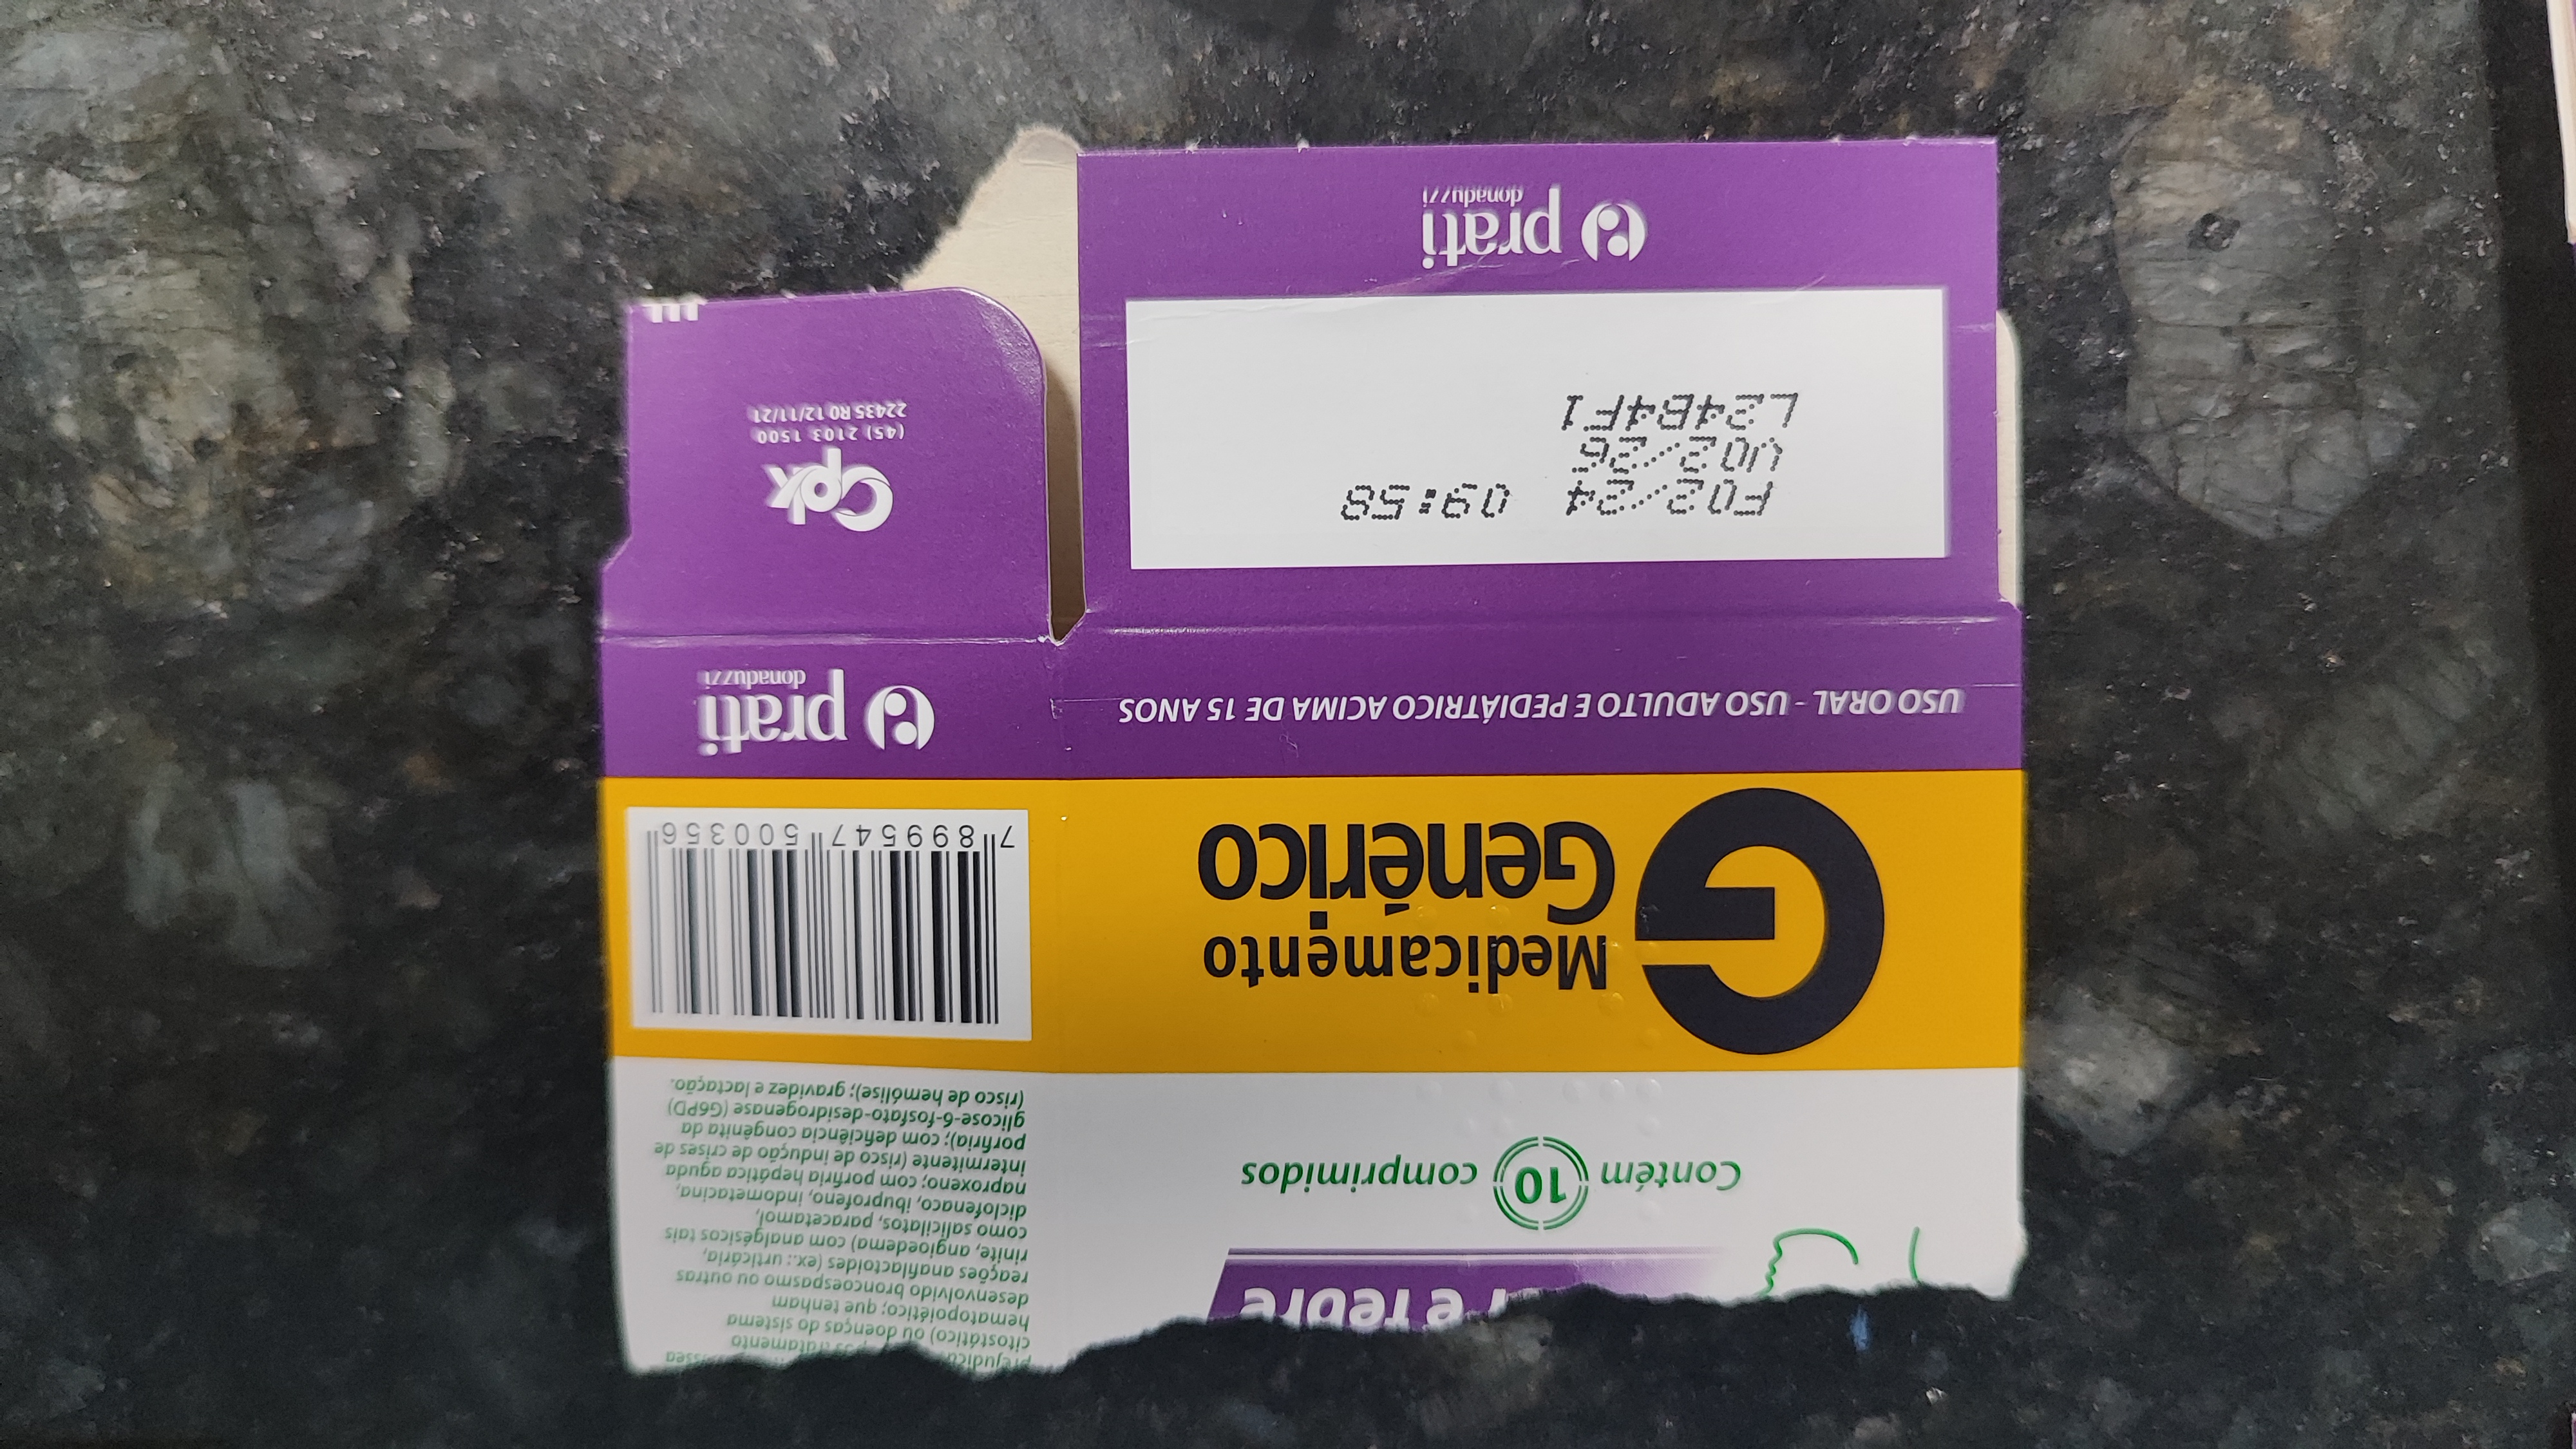 e febre
Contém 10 comprimidos
Medicamento
Genérico
USO ORAL - USO ADULTO E PEDIÁTRICO ACIMA DE 15 ANOS
F02/24 09:58
V02/26
L24B4F1
prati
donaduzzi
tratamento
citostático) ou doenças do sistema
hematopoiético; que tenham
desenvolvido broncoespasmo ou outras
reações anafilactoides (ex.: urticária,
rinite, angioedema) com analgésicos tais
como salicilatos, paracetamol,
diclofenaco, ibuprofeno, indometacina,
naproxeno; com porfiria hepática aguda
intermitente (risco de indução de crises de
porfiria); com deficiência congênita da
glicose-6-fosfato-desidrogenase (G6PD)
(risco de hemólise); gravidez e lactação.
7 899547 500356
prati
donaduzzi
Cpk
(45) 2103 1500
22435 R0 12/11/21